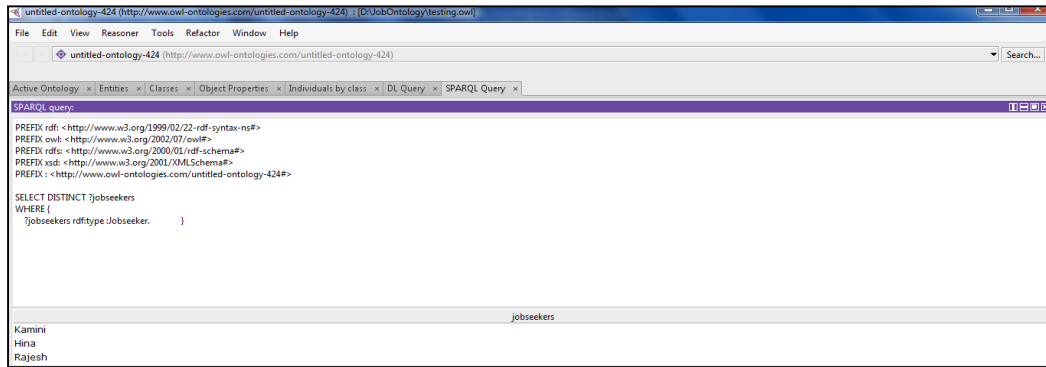 untitled-ontology-424 (http://www.owl-ontologies.com/untitled-ontology-424) : [D:\JobOntology\testing.owl]
File Edit View Reasoner Tools Refactor Window Help
untitled-ontology-424 (http://www.owl-ontologies.com/untitled-ontology-424) Search...
Active Ontology × Entities × Classes × Object Properties × Individuals by class × DL Query × SPARQL Query ×
SPARQL query:
PREFIX rdf: <http://www.w3.org/1999/02/22-rdf-syntax-ns#>
PREFIX owl: <http://www.w3.org/2002/07/owl#>
PREFIX rdfs: <http://www.w3.org/2000/01/rdf-schema#>
PREFIX xsd: <http://www.w3.org/2001/XMLSchema#>
PREFIX : <http://www.owl-ontologies.com/untitled-ontology-424#>
SELECT DISTINCT ?jobseekers
WHERE {
?jobseekers rdf:type :Jobseeker. }
jobseekers
Kamini
Hina
Rajesh